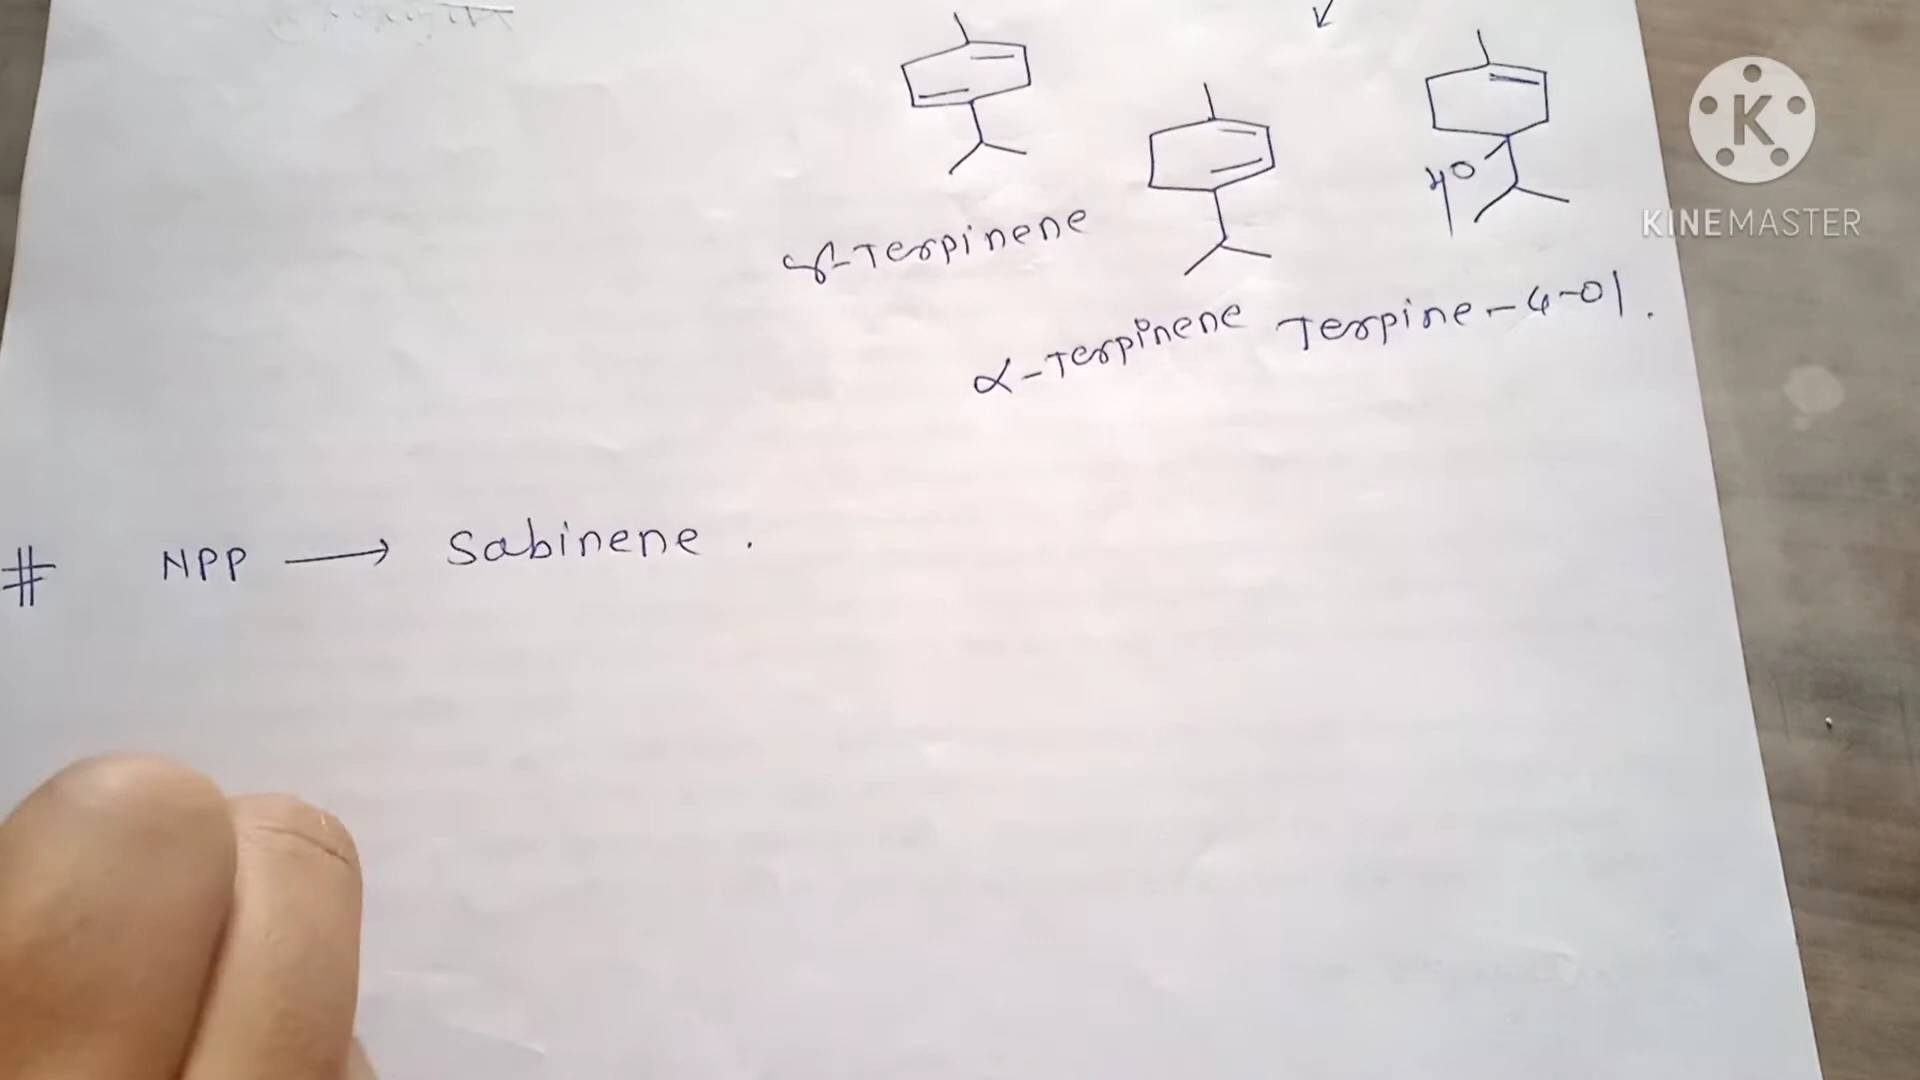 HO
γ-Terpinene
α-Terpinene
Terpine-4-ol.
# NPP → Sabinene.
K
KINEMASTER